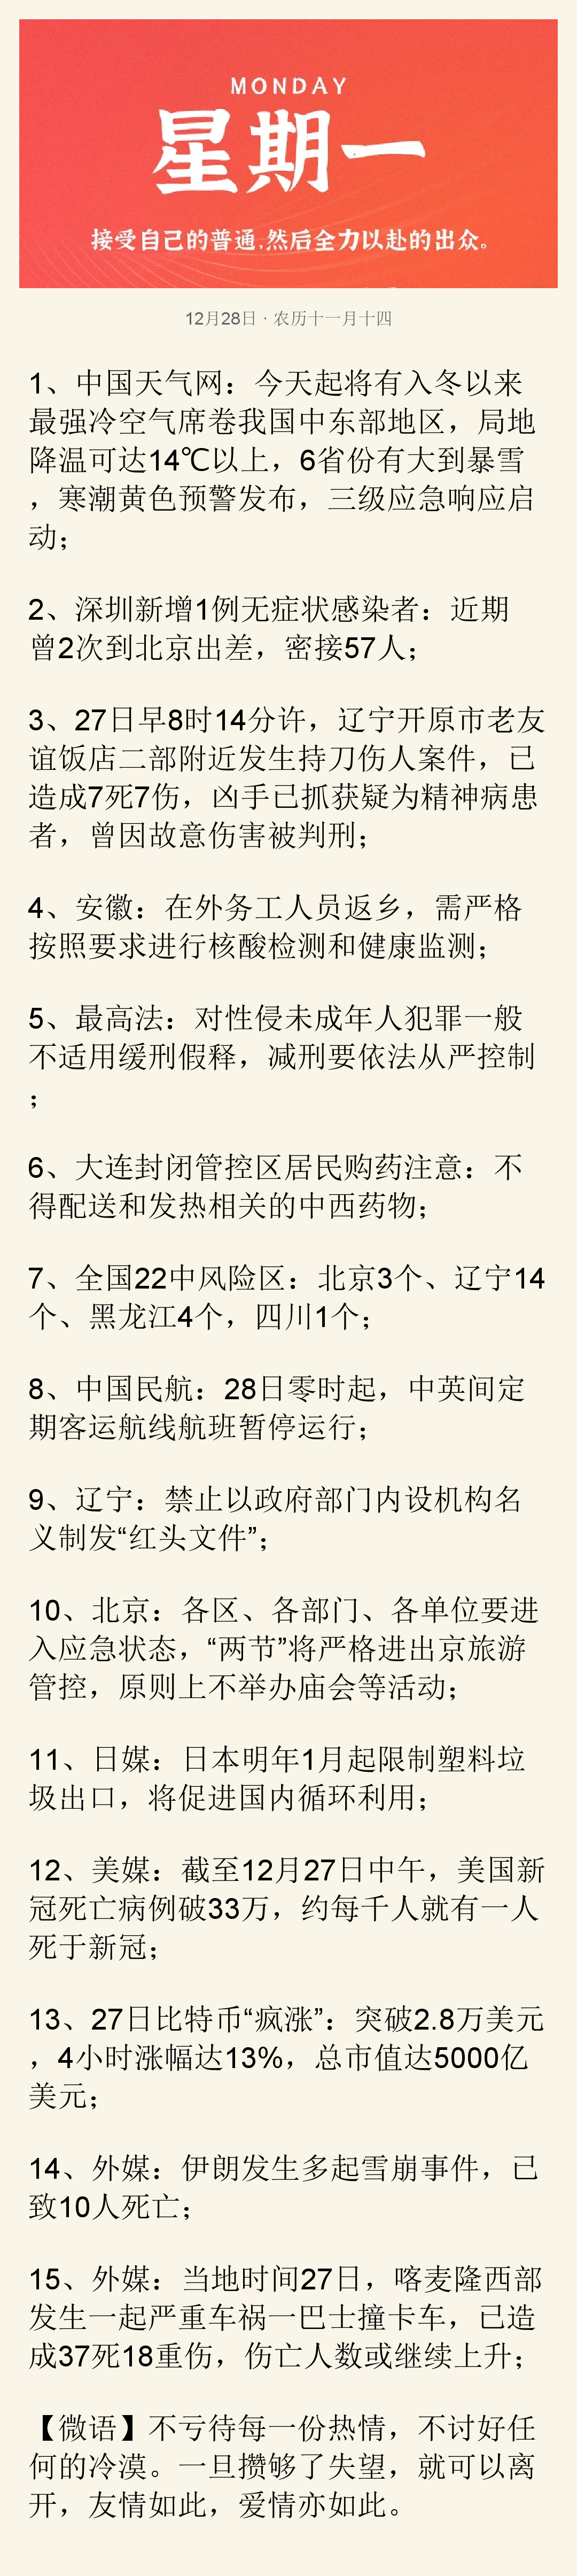 MONDAY
星期一
接受自己的普通,然后全力以赴的出众。
12月28日 · 农历十一月十四
1、中国天气网：今天起将有入冬以来
最强冷空气席卷我国中东部地区，局地
降温可达14℃以上，6省份有大到暴雪
，寒潮黄色预警发布，三级应急响应启
动；
2、深圳新增1例无症状感染者：近期
曾2次到北京出差，密接57人；
3、27日早8时14分许，辽宁开原市老友
谊饭店二部附近发生持刀伤人案件，已
造成7死7伤，凶手已抓获疑为精神病患
者，曾因故意伤害被判刑；
4、安徽：在外务工人员返乡，需严格
按照要求进行核酸检测和健康监测；
5、最高法：对性侵未成年人犯罪一般
不适用缓刑假释，减刑要依法从严控制
；
6、大连封闭管控区居民购药注意：不
得配送和发热相关的中西药物；
7、全国22中风险区：北京3个、辽宁14
个、黑龙江4个，四川1个；
8、中国民航：28日零时起，中英间定
期客运航线航班暂停运行；
9、辽宁：禁止以政府部门内设机构名
义制发“红头文件”；
10、北京：各区、各部门、各单位要进
入应急状态，“两节”将严格进出京旅游
管控，原则上不举办庙会等活动；
11、日媒：日本明年1月起限制塑料垃
圾出口，将促进国内循环利用；
12、美媒：截至12月27日中午，美国新
冠死亡病例破33万，约每千人就有一人
死于新冠；
13、27日比特币“疯涨”：突破2.8万美元
，4小时涨幅达13%，总市值达5000亿
美元；
14、外媒：伊朗发生多起雪崩事件，已
致10人死亡；
15、外媒：当地时间27日，喀麦隆西部
发生一起严重车祸一巴士撞卡车，已造
成37死18重伤，伤亡人数或继续上升；
【微语】不亏待每一份热情，不讨好任
何的冷漠。一旦攒够了失望，就可以离
开，友情如此，爱情亦如此。